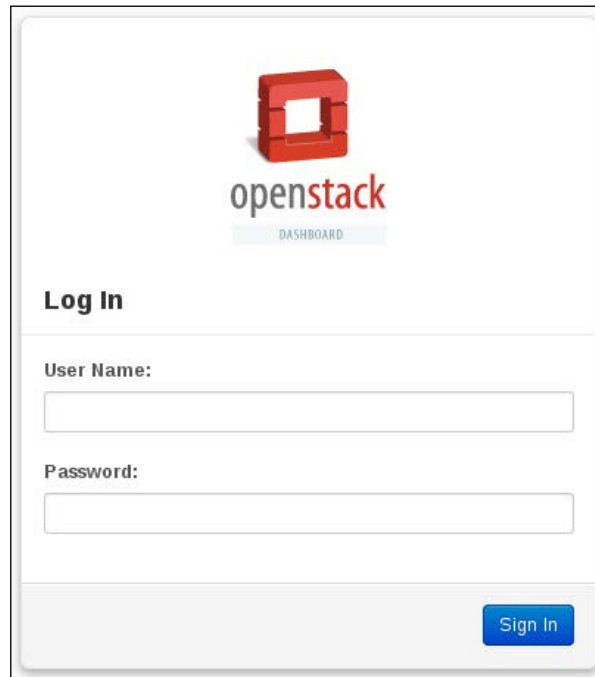 openstack
DASHBOARD
Log In
User Name:
Password:
Sign In